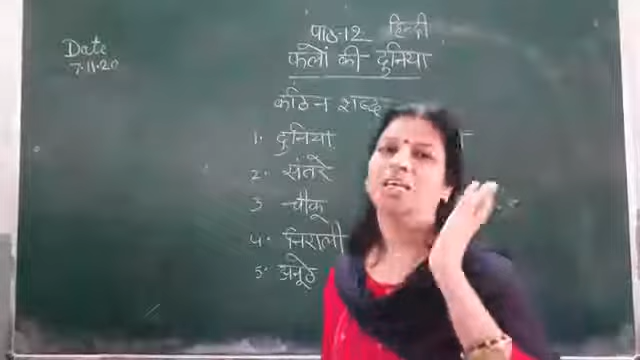 पाठ-12 हिन्दी
Date
7.11.20
फलों की दुनिया
कठिन शब्द
1. दुनिया
2. संतरे
3 चीकू
4. निराली
5. अनूठे